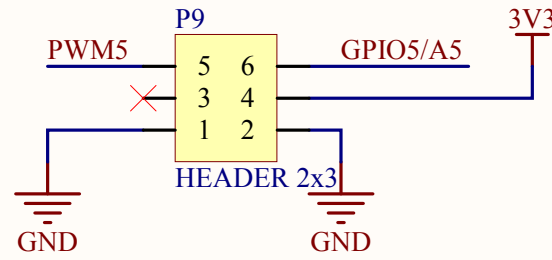 P9 3V3
PWM5 5 6 GPIO5/A5
3 4
1 2
HEADER 2x3
GND GND